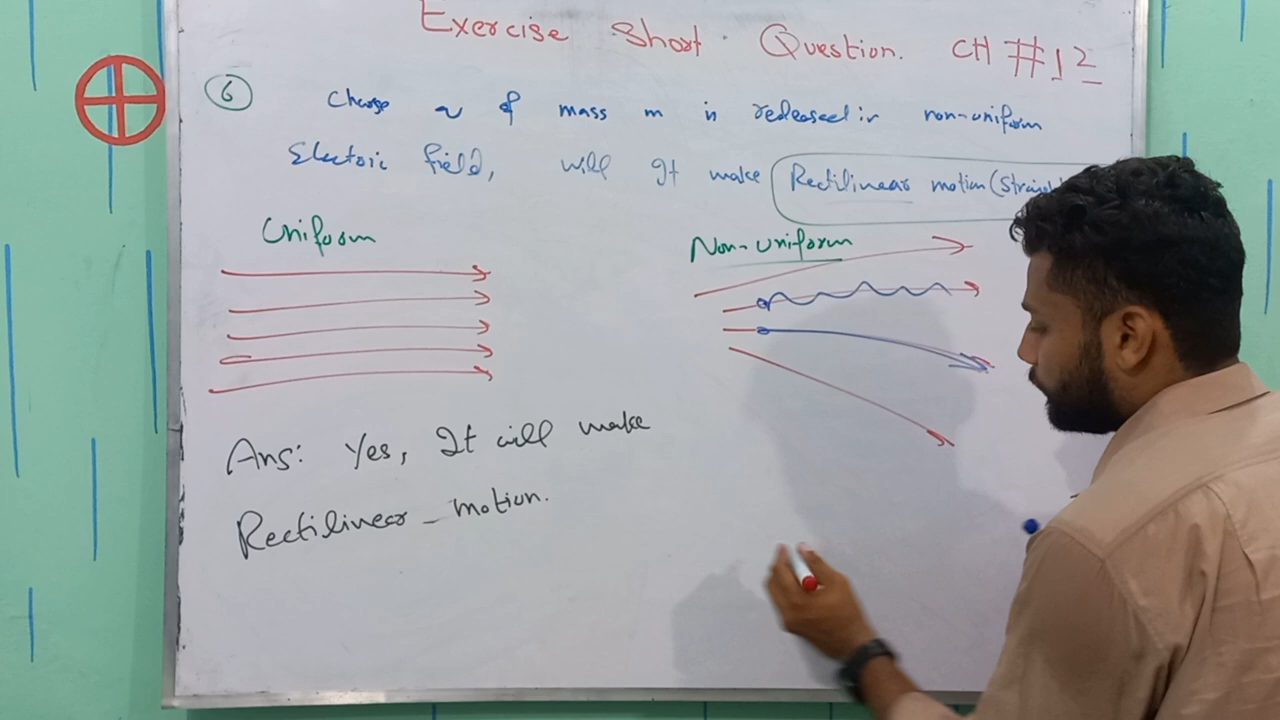 Exercise Short Question. CH #12
6 Charge q of mass m is released in non-uniform
Electric field, will It make Rectilinear motion (Straight
Uniform
Non-uniform
Ans: Yes, It will make
Rectilinear - motion.